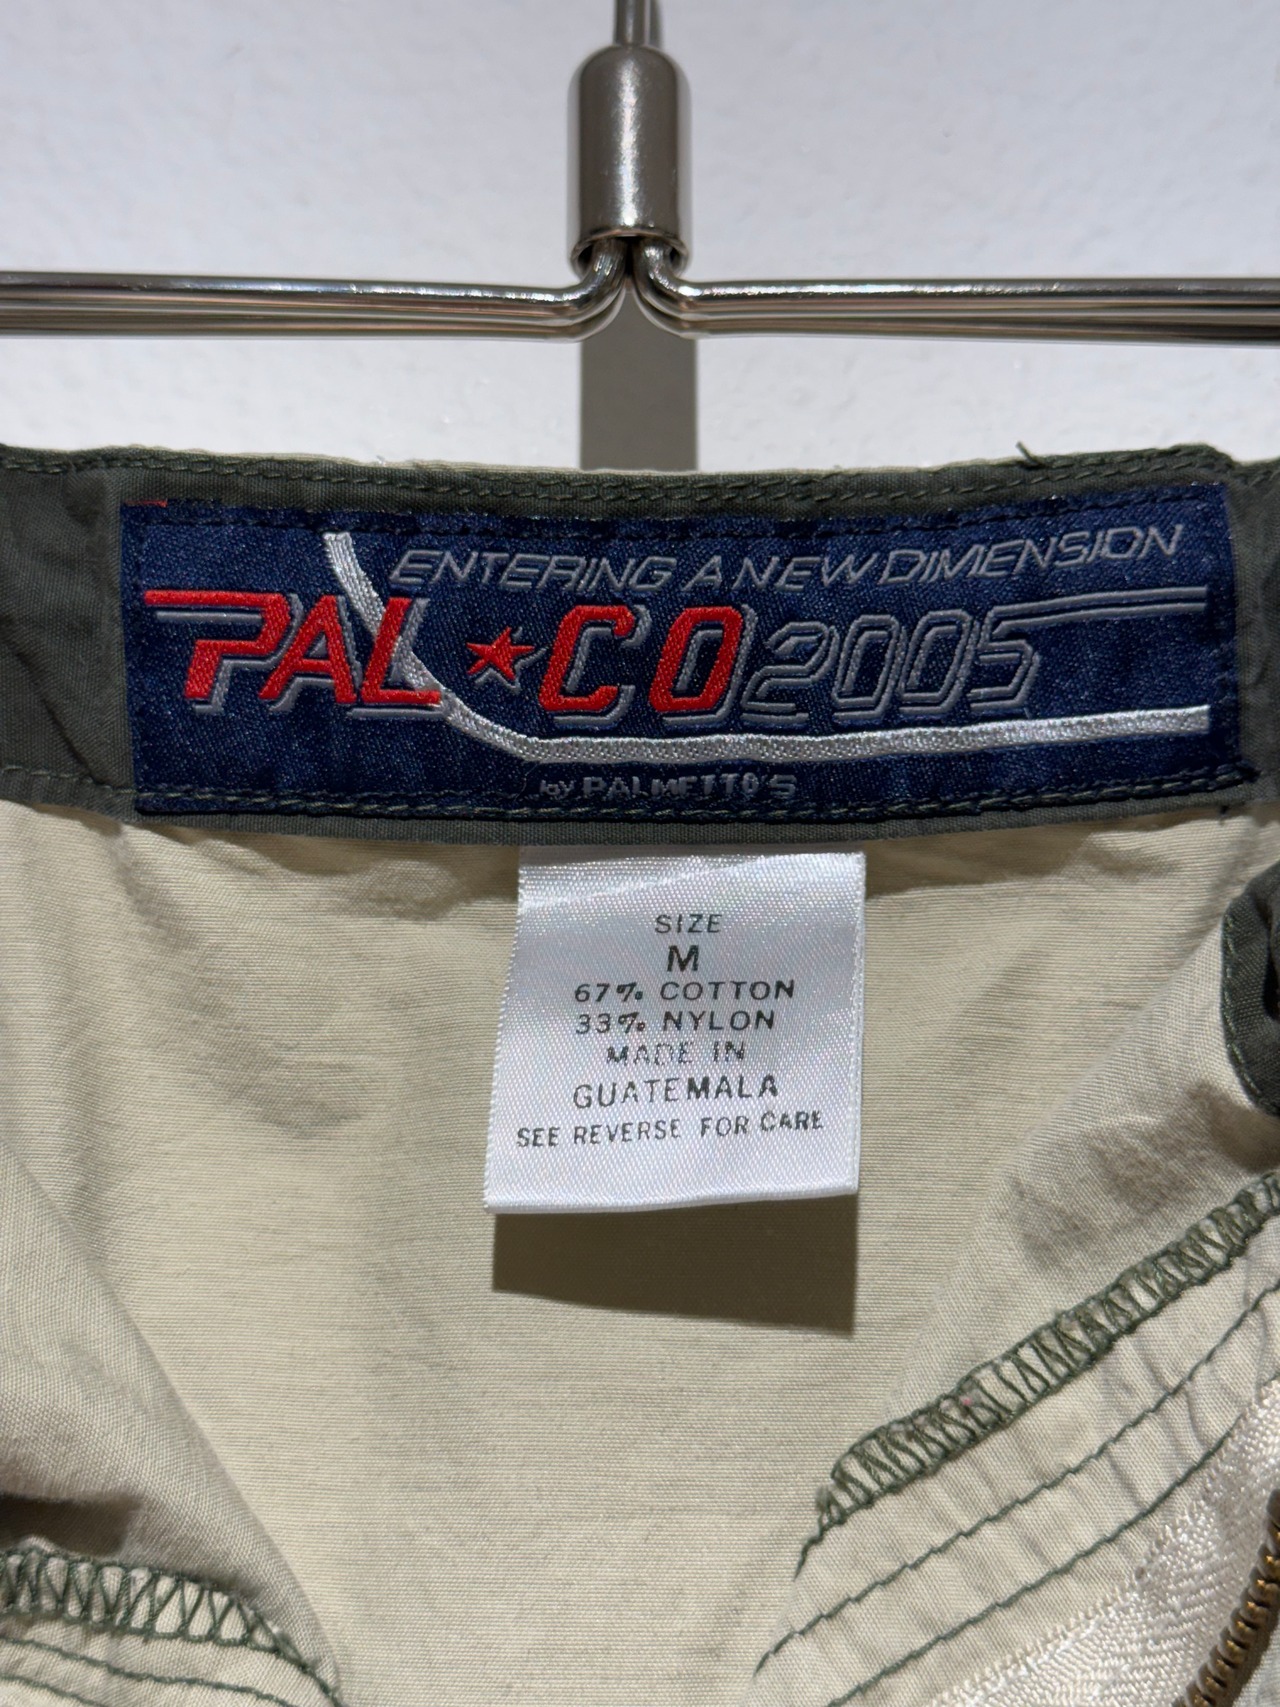 ENTERING A NEW DIMENSION
PAL★CO2005
by PALMETTO'S
SIZE
M
67% COTTON
33% NYLON
MADE IN
GUATEMALA
SEE REVERSE FOR CARE